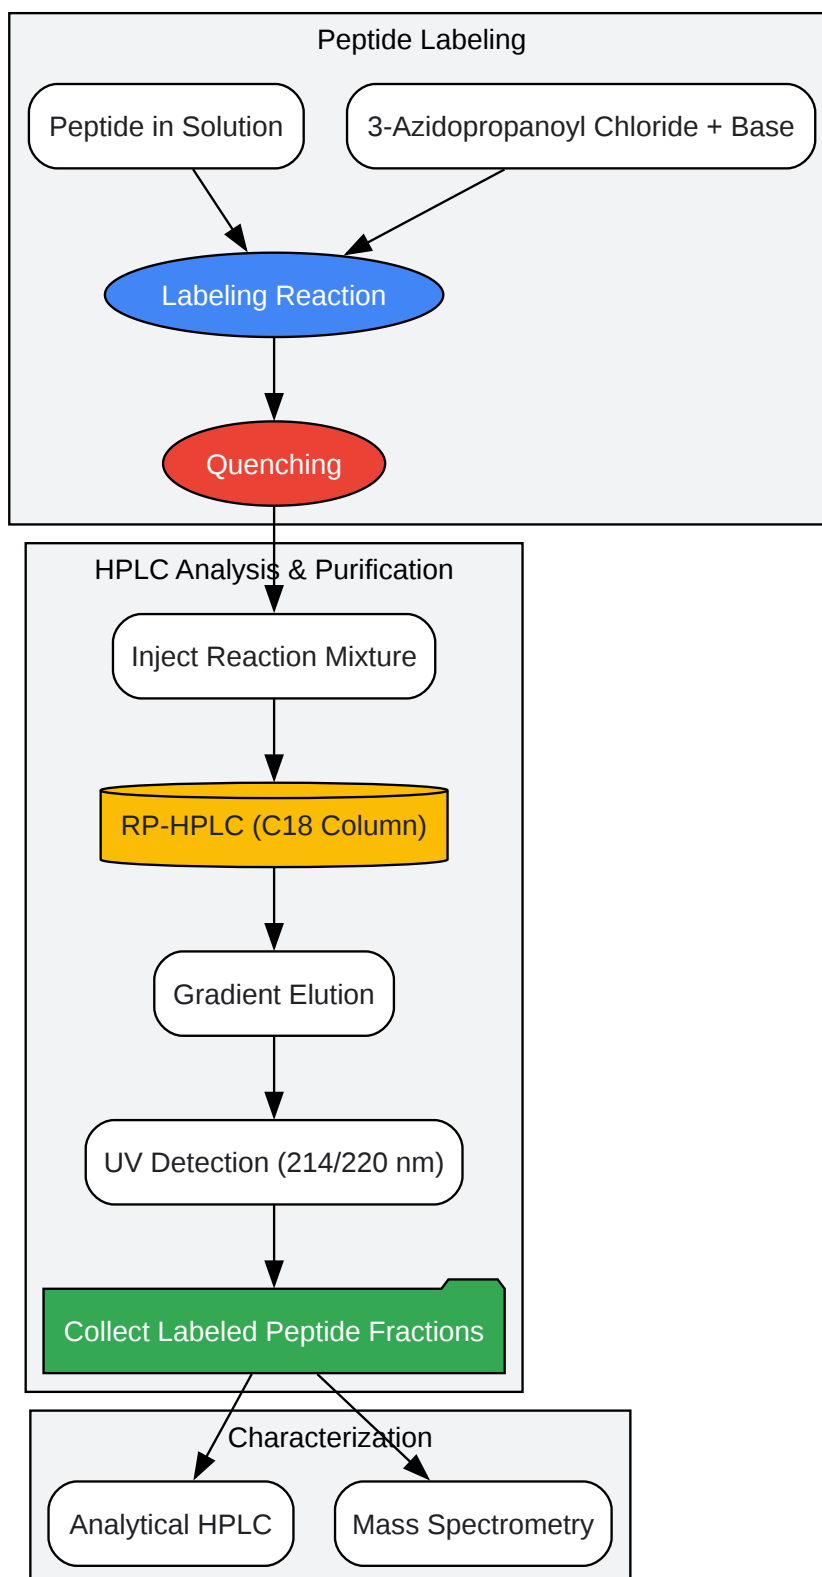 Peptide Labeling
Peptide in Solution
3-Azidopropanoyl Chloride + Base
Labeling Reaction
Quenching
HPLC Analysis & Purification
Inject Reaction Mixture
RP-HPLC (C18 Column)
Gradient Elution
UV Detection (214/220 nm)
Collect Labeled Peptide Fractions
Characterization
Analytical HPLC
Mass Spectrometry